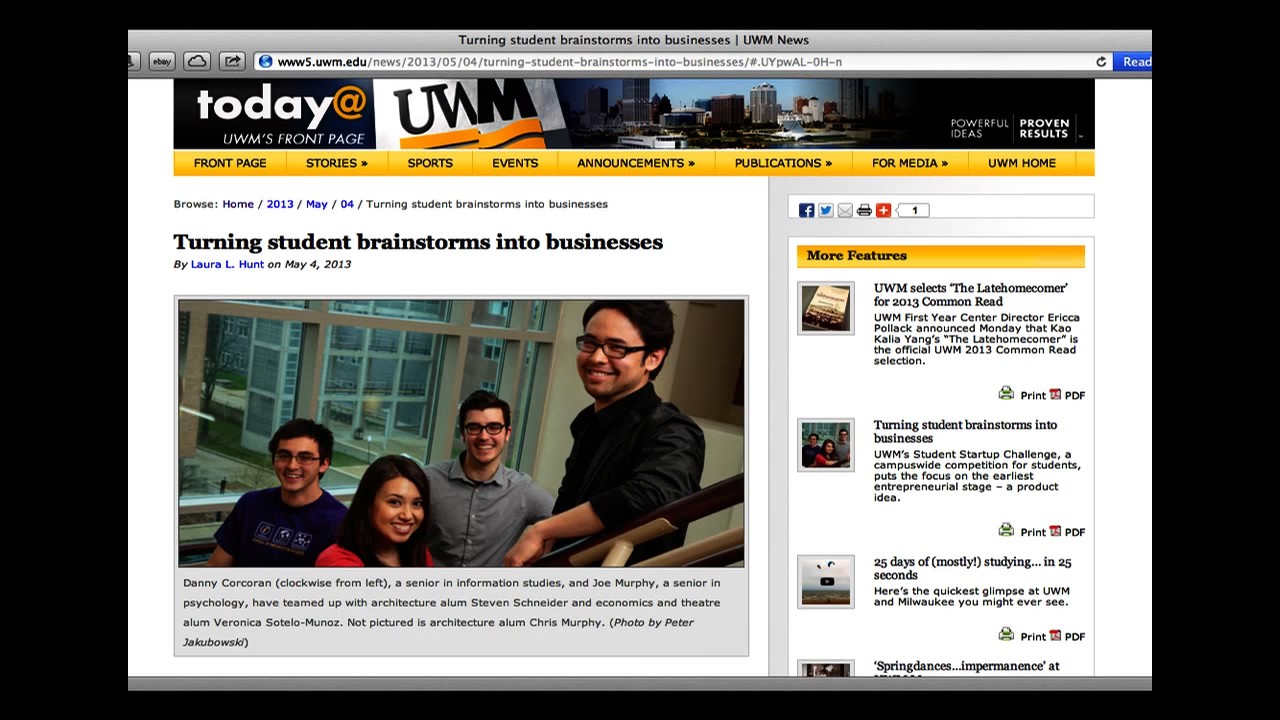 Turning student brainstorms into businesses | UWM News
ebay
www5.uwm.edu/news/2013/05/04/turning-student-brainstorms-into-businesses/#.UYpwAL-0H-n
Read
today@
UWM'S FRONT PAGE
UWM
POWERFUL IDEAS
PROVEN RESULTS
FRONT PAGE STORIES » SPORTS EVENTS ANNOUNCEMENTS » PUBLICATIONS » FOR MEDIA » UWM HOME
Browse: Home / 2013 / May / 04 / Turning student brainstorms into businesses
Turning student brainstorms into businesses
By Laura L. Hunt on May 4, 2013
Danny Corcoran (clockwise from left), a senior in information studies, and Joe Murphy, a senior in
psychology, have teamed up with architecture alum Steven Schneider and economics and theatre
alum Veronica Sotelo-Munoz. Not pictured is architecture alum Chris Murphy. (Photo by Peter
Jakubowski)
1
More Features
UWM selects ‘The Latehomecomer’
for 2013 Common Read
UWM First Year Center Director Ericca
Pollack announced Monday that Kao
Kalia Yang’s “The Latehomecomer” is
the official UWM 2013 Common Read
selection.
Print PDF
Turning student brainstorms into
businesses
UWM’s Student Startup Challenge, a
campuswide competition for students,
puts the focus on the earliest
entrepreneurial stage – a product
idea.
Print PDF
25 days of (mostly!) studying... in 25
seconds
Here’s the quickest glimpse at UWM
and Milwaukee you might ever see.
Print PDF
‘Springdances...impermanence’ at